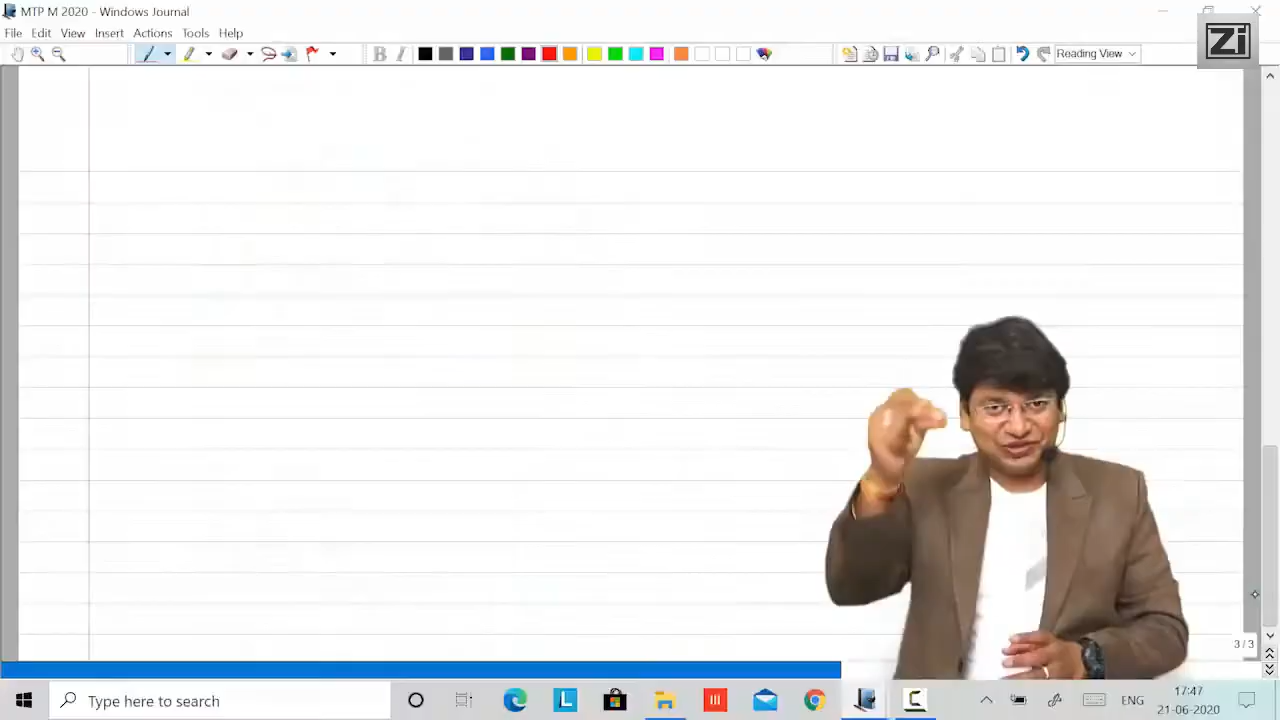 MTP M 2020 - Windows Journal
Zi
File Edit View Insert Actions Tools Help
B I Reading View
3 / 3
Type here to search
L
ENG
17:47
21-06-2020